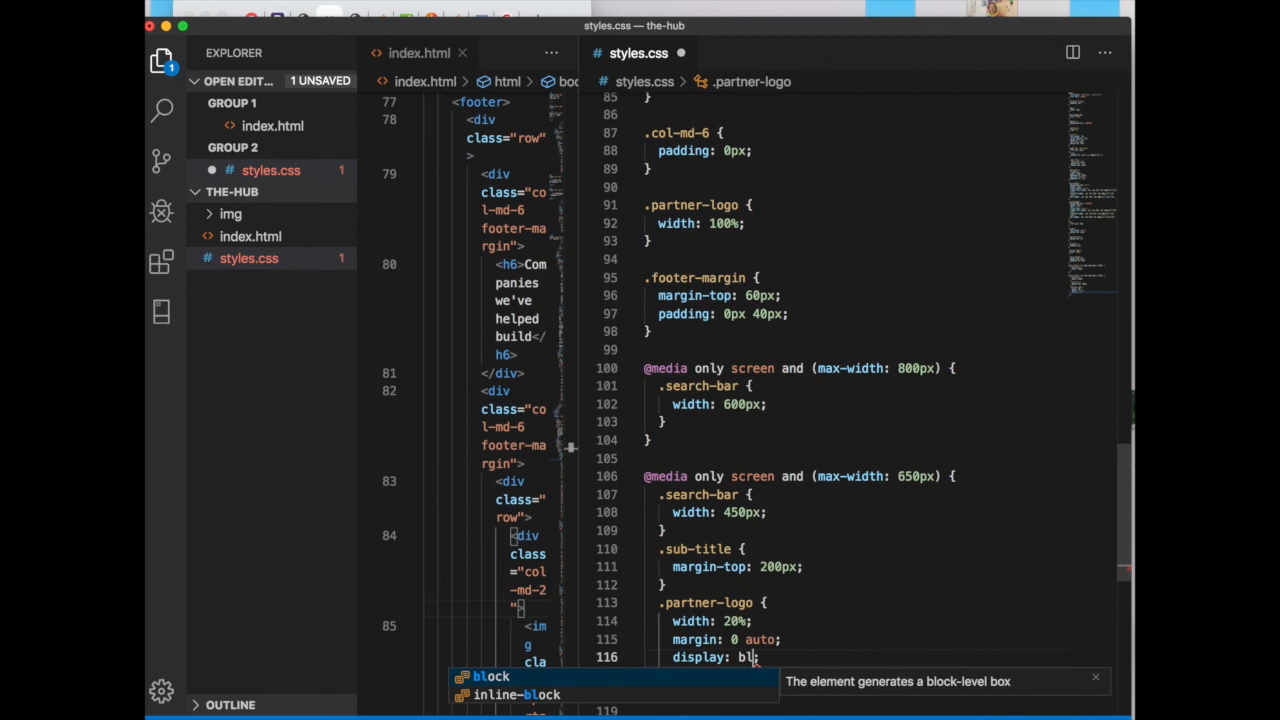 styles.css — the-hub
EXPLORER
OPEN EDIT... 1 UNSAVED
GROUP 1
index.html
GROUP 2
styles.css 1
THE-HUB
img
index.html
styles.css 1
OUTLINE
1
index.html
index.html > html > boc
77 <footer>
78 <div
class="row"
>
79 <div
class="co
l-md-6
footer-ma
rgin">
80 <h6>Com
panies
we've
helped
build</
h6>
81 </div>
82 <div
class="co
l-md-6
footer-ma
rgin">
83 <div
class="
row">
84 <div
class
="col
-md-2
">
85 <im
g
cla
styles.css
styles.css > .partner-logo
85 }
86
87 .col-md-6 {
88 padding: 0px;
89 }
90
91 .partner-logo {
92 width: 100%;
93 }
94
95 .footer-margin {
96 margin-top: 60px;
97 padding: 0px 40px;
98 }
99
100 @media only screen and (max-width: 800px) {
101 .search-bar {
102 width: 600px;
103 }
104 }
105
106 @media only screen and (max-width: 650px) {
107 .search-bar {
108 width: 450px;
109 }
110 .sub-title {
111 margin-top: 200px;
112 }
113 .partner-logo {
114 width: 20%;
115 margin: 0 auto;
116 display: bl;
block
inline-block
The element generates a block-level box
119